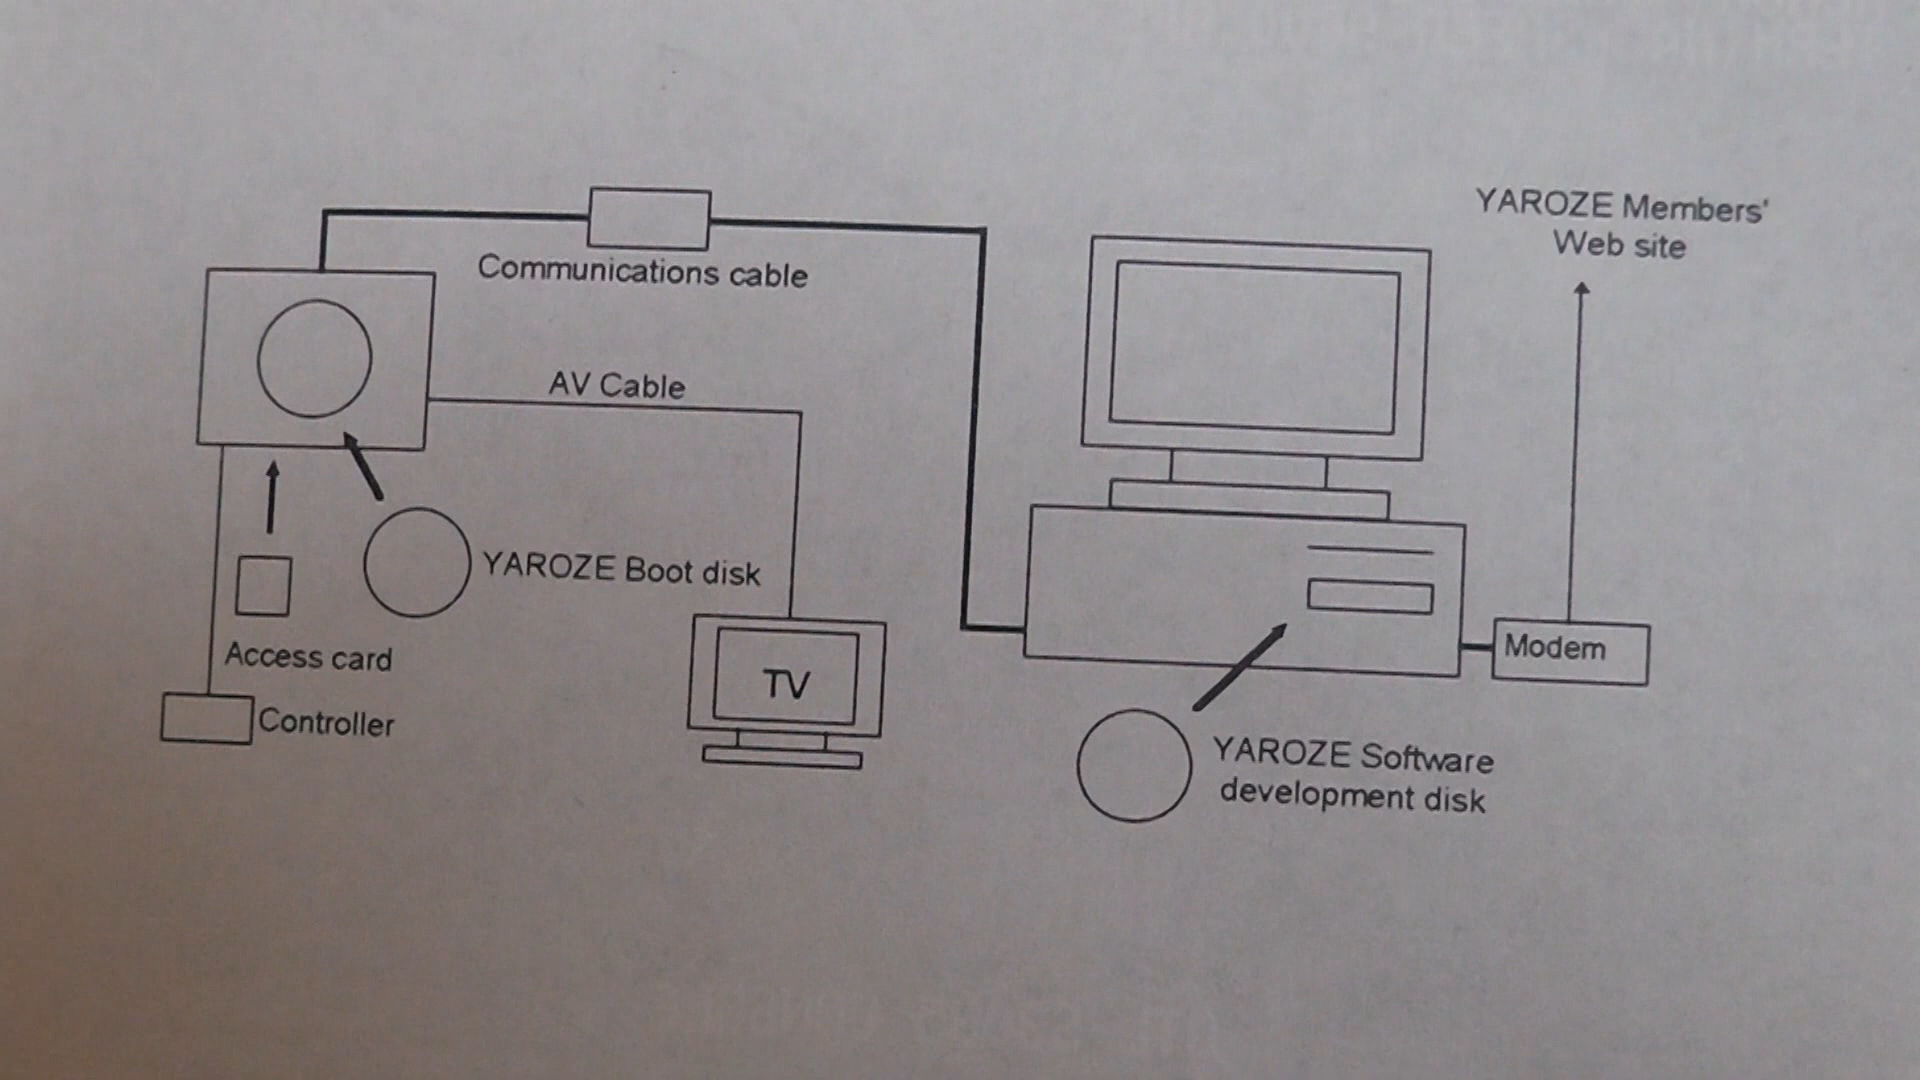 YAROZE Members'
Web site
Communications cable
AV Cable
YAROZE Boot disk
Access card
Controller
TV
Modem
YAROZE Software
development disk